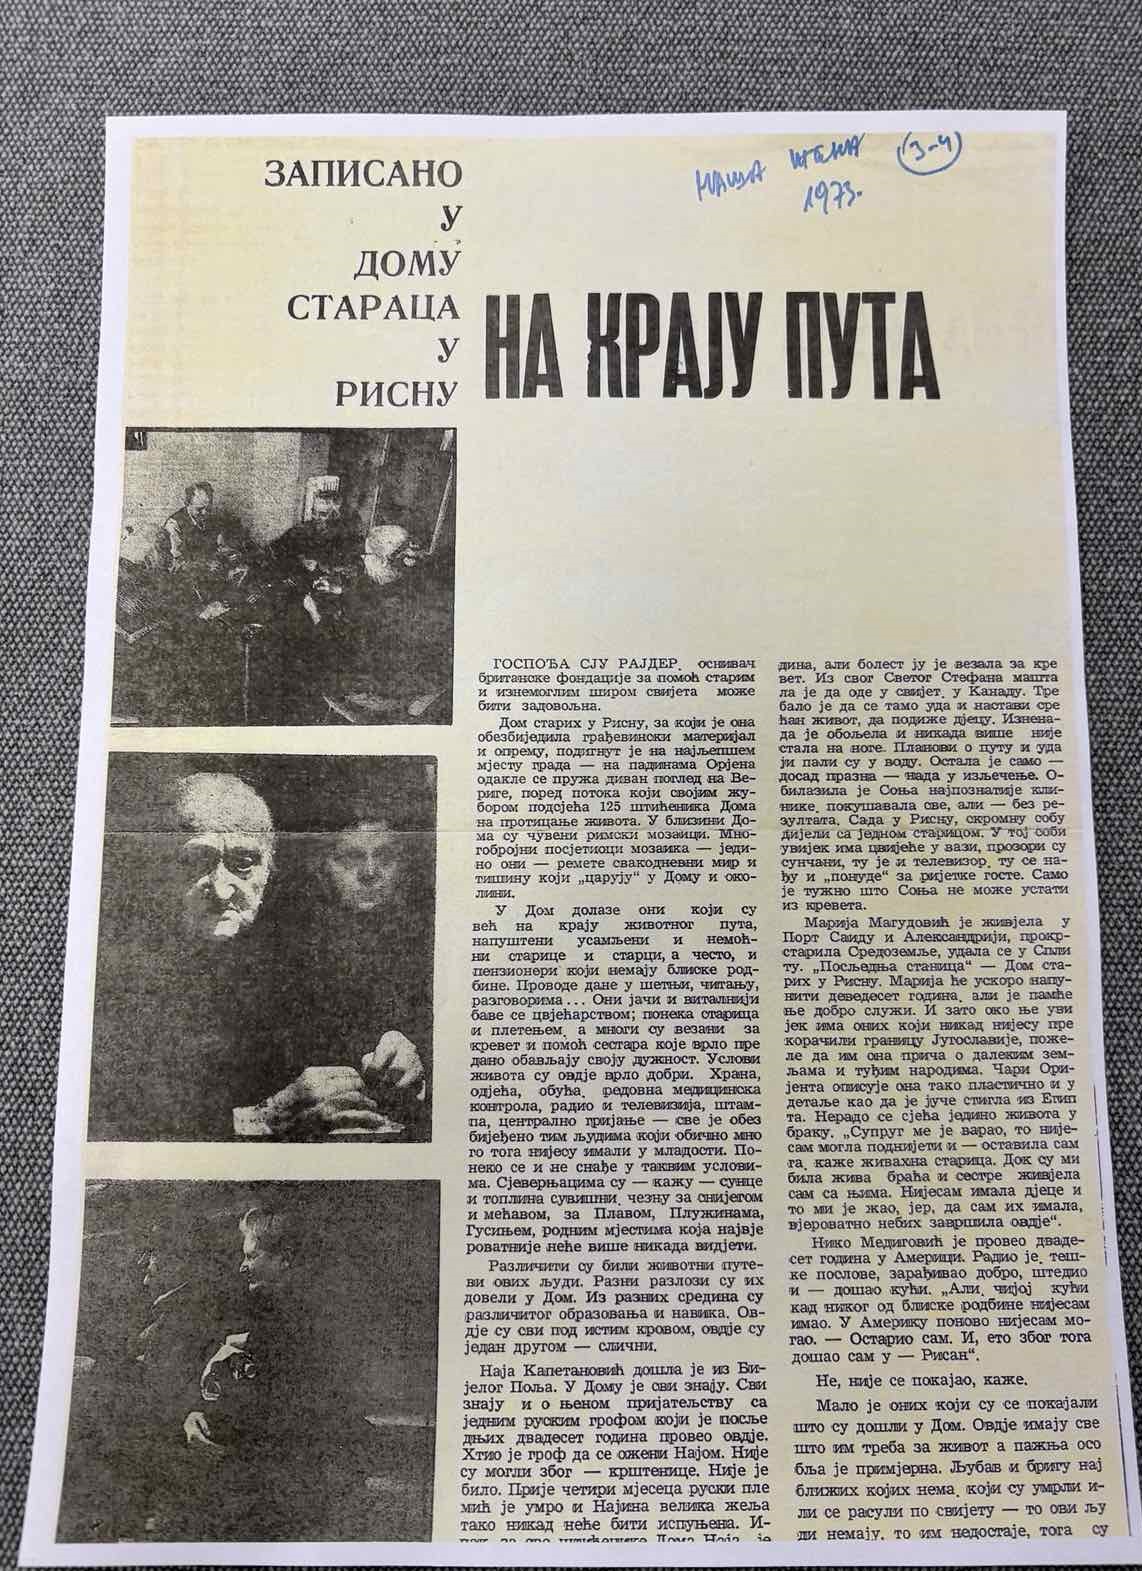 ЗАПИСАНО
У
ДОМУ
СТАРАЦА
У
РИСНУ
НАША ЖЕНА (3-4)
1973.
НА КРАЈУ ПУТА
ГОСПОЂА СЈУ РАЈДЕР, оснивач
британске фондације за помоћ старим
и изнемоглим широм свијета може
бити задовољна.
Дом старих у Рисну, за који је она
обезбиједила грађевински материјал
и опрему, подигнут је на најљепшем
мјесту града — на падинама Орјена
одакле се пружа диван поглед на Ве-
риге, поред потока који својим жу-
бором подсјећа 125 штићеника Дома
на протицање живота. У близини До-
ма су чувени римски мозаици. Мно-
гобројни посјетиоци мозаика — једи-
но они — ремете свакодневни мир и
тишину који „царују“ у Дому и око-
лини.
У Дом долазе они који су
већ на крају животног пута,
напуштени усамљени и немоћ-
ни старице и старци, а често, и
пензионери који немају блиске род-
бине. Проводе дане у шетњи, читању,
разговорима ... Они јачи и виталнији
баве се цвјећарством; понека старица
и плетењем, а многи су везани за
кревет и помоћ сестара које врло пре
дано обављају своју дужност. Услови
живота су овдје врло добри. Храна,
одјећа, обућа, редовна медицинска
контрола, радио и телевизија, штам-
па, централно гријање — све је обез
бијеђено тим људима који обично мно
го тога нијесу имали у младости. По-
неко се и не снађе у таквим услови-
ма. Сјеверњацима су — кажу — сунце
и топлина сувишни, чезну за снијегом
и мећавом, за Плавом, Плужинама,
Гусињем, родним мјестима која највје
роватније неће више никада видјети.
Различити су били животни путе-
ви ових људи. Разни разлози су их
довели у Дом. Из разних средина су
различитог образовања и навика. Ов-
дје су сви под истим кровом, овдје су
један другом — слични.
Наја Капетановић дошла је из Би-
јелог Поља. У Дому је сви знају. Сви
знају и о њеном пријатељству са
једним руским грофом који је посље
дњих двадесет година провео овдје.
Хтио је гроф да се ожени Најом. Није
су могли због — крштенице. Није је
било. Прије четири мјесеца руски пле
мић је умро и Најина велика жеља
тако никад неће бити испуњена. И-
пак, за све штићенике Дома Наја је
дина, али болест ју је везала за кре
вет. Из свог Светог Стефана машта
ла је да оде у свијет, у Канаду. Тре
бало је да се тамо уда и настави сре
ћан живот, да подиже дјецу. Изнена-
да је обољела и никада више није
стала на ноге. Планови о путу и уда
ји пали су у воду. Остала је само —
досад празна — нада у изљечење. О-
билазила је Соња најпознатије кли-
нике, покушавала све, али — без ре-
зултата. Сада у Рисну, скромну собу
дијели са једном старицом. У тој соби
увијек има цвијеће у вази, прозори су
сунчани, ту је и телевизор, ту се на-
ђу и „понуде“ за ријетке госте. Само
је тужно што Соња не може устати
из кревета.
Марија Магудовић је живјела у
Порт Саиду и Александрији, прокр-
старила Средоземље, удала се у Спли
ту. „Посљедња станица“ — Дом ста-
рих у Рисну. Марија ће ускоро напу-
нити деведесет година, али је памће
ње добро служи. И зато око ње уви
јек има оних који никад нијесу пре
корачили границу Југославије, поже-
ле да им она прича о далеким зем-
љама и туђим народима. Чари Ори-
јента описује она тако пластично и у
детаље као да је јуче стигла из Егип
та. Нерадо се сјећа једино живота у
браку. „Супруг ме је варао, то није-
сам могла поднијети и — оставила сам
га, каже живахна старица. Док су ми
била жива браћа и сестре живјела
сам са њима. Нијесам имала дјеце и
то ми је жао, јер, да сам их имала,
вјероватно небих завршила овдје“.
Нико Медиговић је провео дваде-
сет година у Америци. Радио је, теш-
ке послове, зарађивао добро, штедио
и — дошао кући. „Али, чијој кући
кад никог од блиске родбине нијесам
имао. У Америку поново нијесам мо-
гао. — Остарио сам. И, ето због тога
дошао сам у — Рисан“.
Не, није се покајао, каже.
Мало је оних који су се покајали
што су дошли у Дом. Овдје имају све
што им треба за живот а пажња осо
бља је примјерна. Љубав и бригу нај
ближих којих нема, који су умрли и-
ли се расули по свијету — то ови љу
ди немају, то им недостаје, тога су